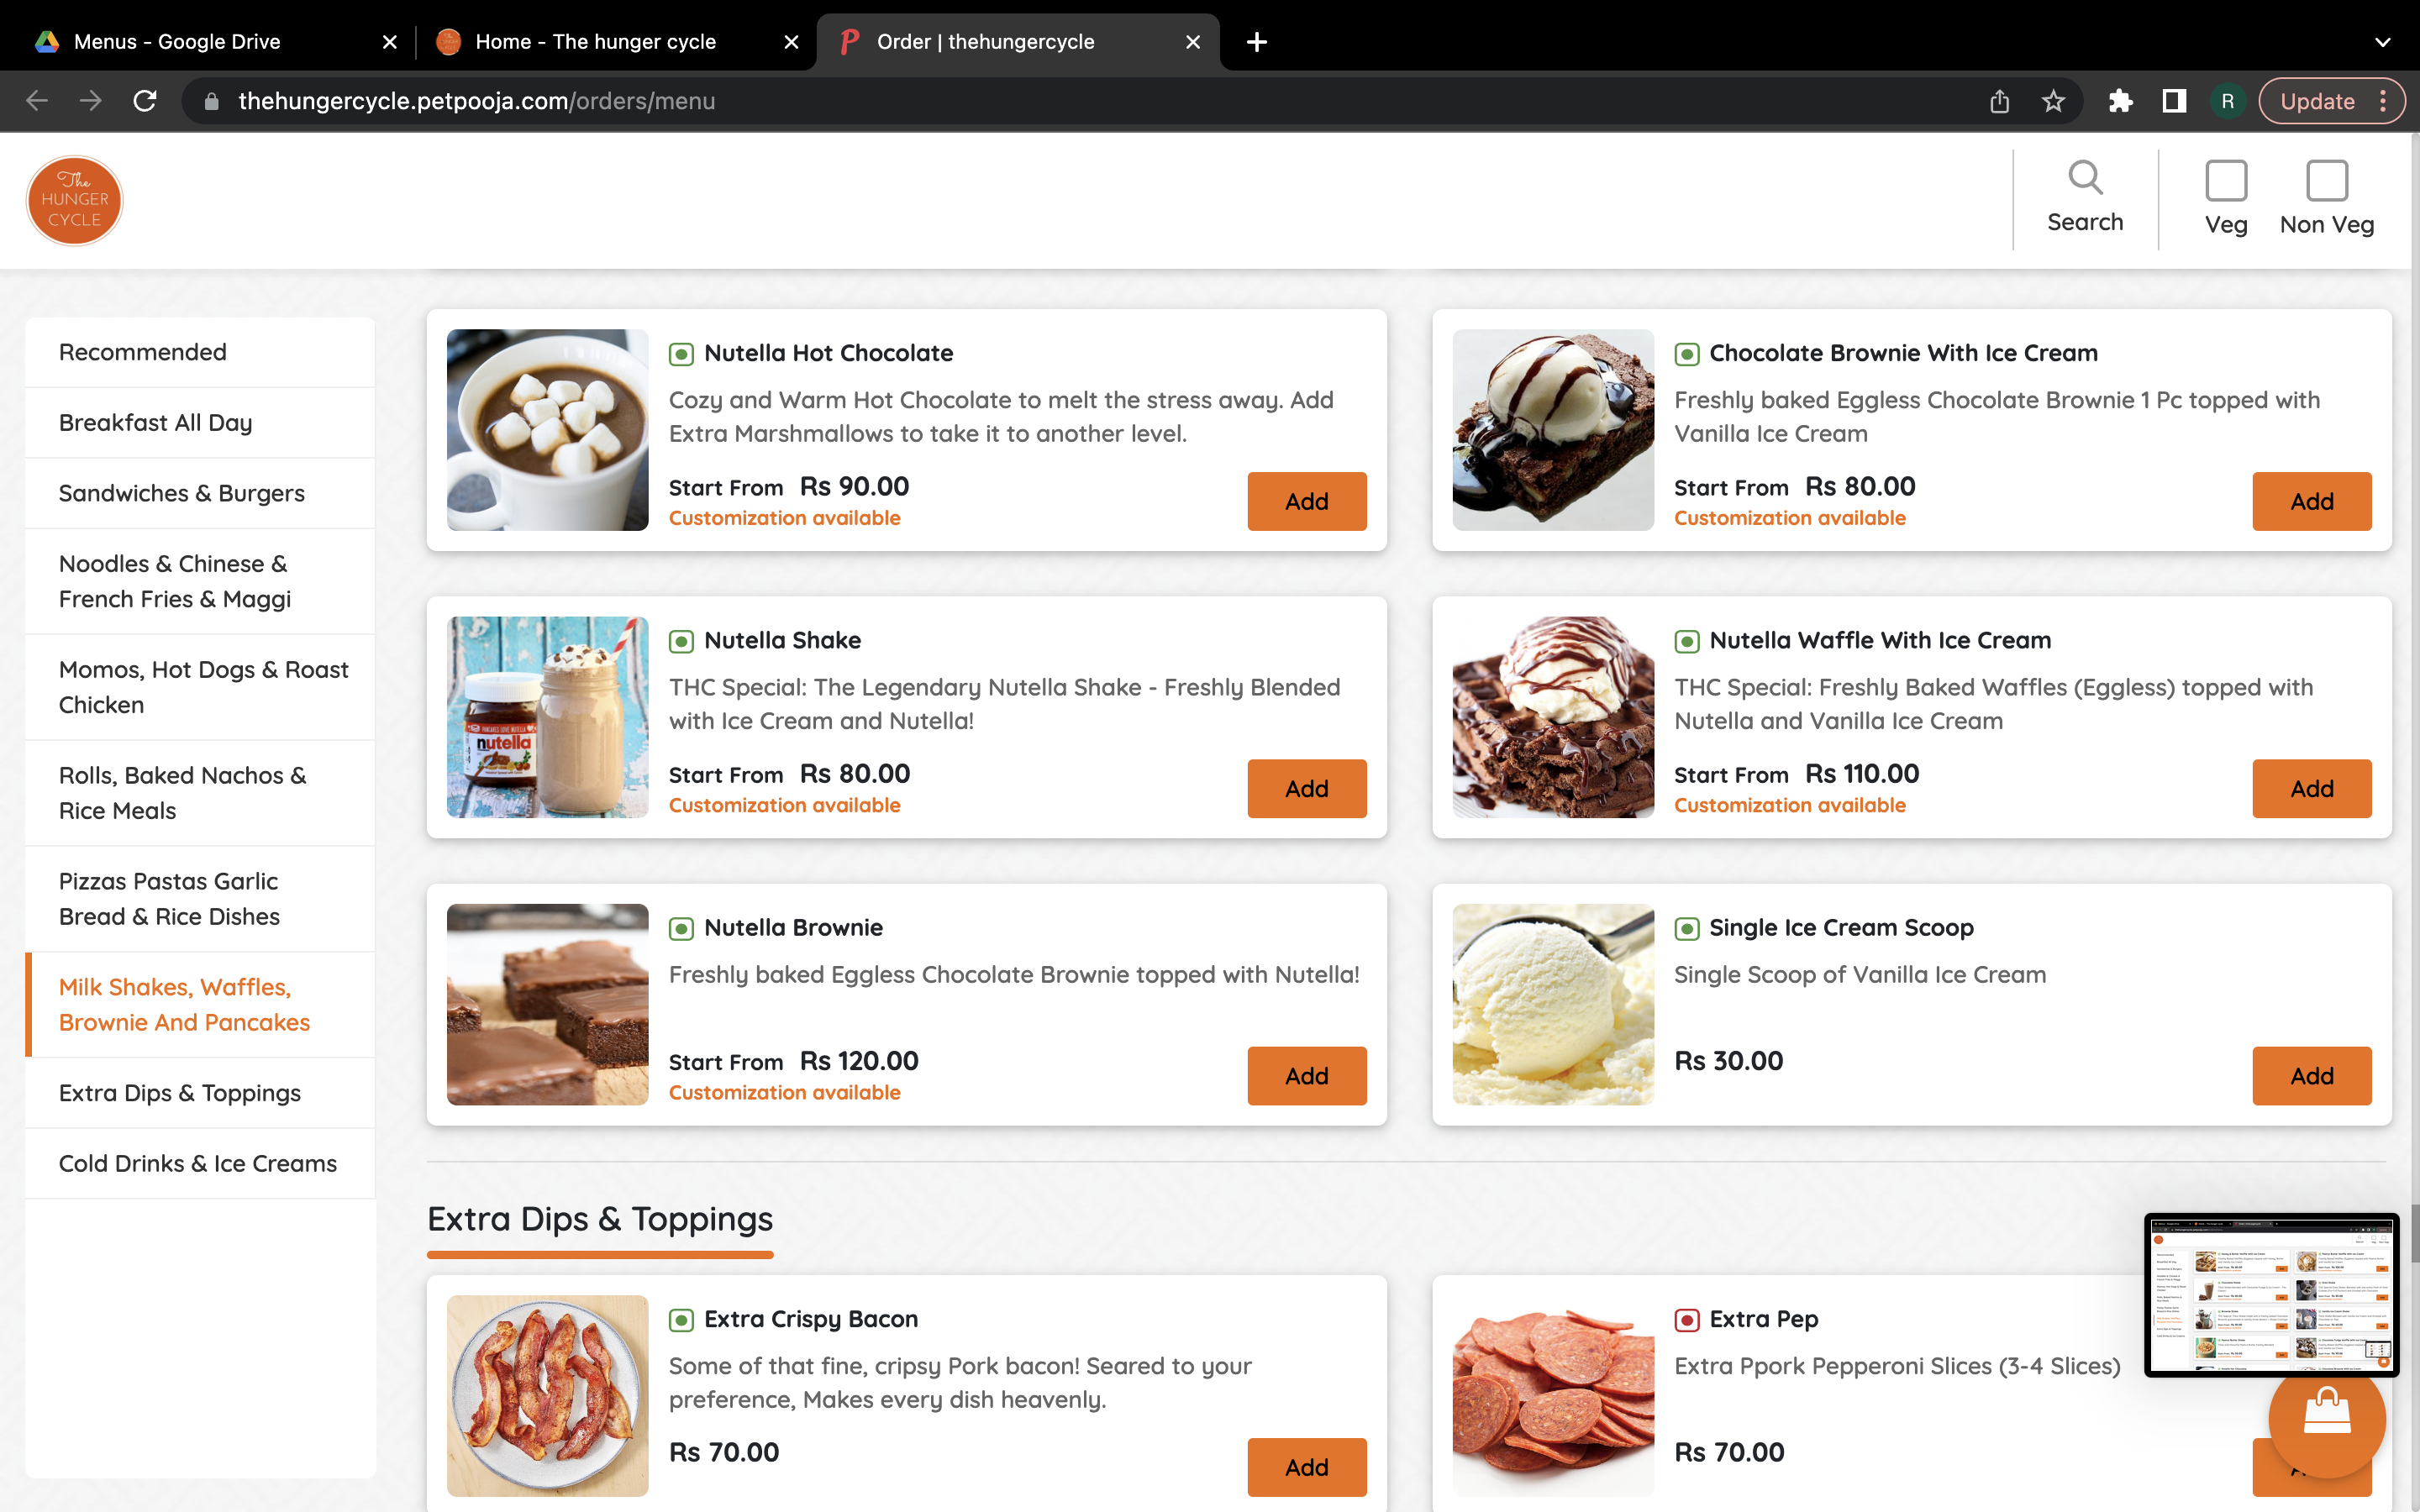 Menus - Google Drive
Home - The hunger cycle
Order | thehungercycle
thehungercycle.petpooja.com/orders/menu
R
Update
The
HUNGER
CYCLE
Search
Veg
Non Veg
Recommended
Breakfast All Day
Sandwiches & Burgers
Noodles & Chinese &
French Fries & Maggi
Momos, Hot Dogs & Roast
Chicken
Rolls, Baked Nachos &
Rice Meals
Pizzas Pastas Garlic
Bread & Rice Dishes
Milk Shakes, Waffles,
Brownie And Pancakes
Extra Dips & Toppings
Cold Drinks & Ice Creams
Nutella Hot Chocolate
Cozy and Warm Hot Chocolate to melt the stress away. Add
Extra Marshmallows to take it to another level.
Start From Rs 90.00
Customization available
Add
Chocolate Brownie With Ice Cream
Freshly baked Eggless Chocolate Brownie 1 Pc topped with
Vanilla Ice Cream
Start From Rs 80.00
Customization available
Add
nutella
Nutella Shake
THC Special: The Legendary Nutella Shake - Freshly Blended
with Ice Cream and Nutella!
Start From Rs 80.00
Customization available
Add
Nutella Waffle With Ice Cream
THC Special: Freshly Baked Waffles (Eggless) topped with
Nutella and Vanilla Ice Cream
Start From Rs 110.00
Customization available
Add
Nutella Brownie
Freshly baked Eggless Chocolate Brownie topped with Nutella!
Start From Rs 120.00
Customization available
Add
Single Ice Cream Scoop
Single Scoop of Vanilla Ice Cream
Rs 30.00
Add
Extra Dips & Toppings
Extra Crispy Bacon
Some of that fine, cripsy Pork bacon! Seared to your
preference, Makes every dish heavenly.
Rs 70.00
Add
Extra Pep
Extra Ppork Pepperoni Slices (3-4 Slices)
Rs 70.00